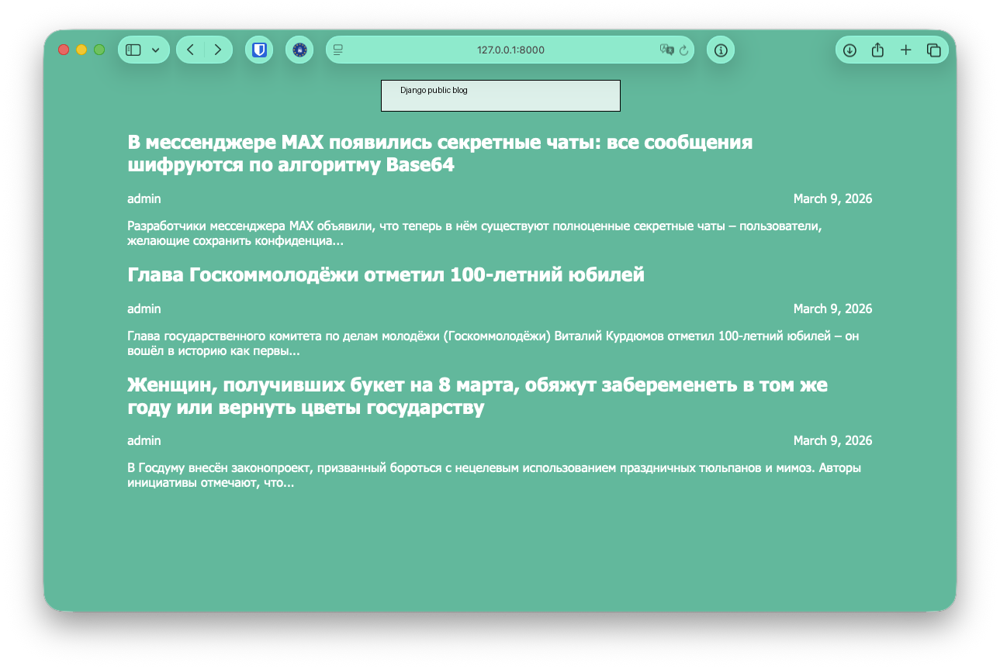 127.0.0.1:8000
Django public blog
В мессенджере MAX появились секретные чаты: все сообщения
шифруются по алгоритму Base64
admin
March 9, 2026
Разработчики мессенджера MAX объявили, что теперь в нём существуют полноценные секретные чаты – пользователи,
желающие сохранить конфиденциа...
Глава Госкоммолодёжи отметил 100-летний юбилей
admin
March 9, 2026
Глава государственного комитета по делам молодёжи (Госкоммолодёжи) Виталий Курдюмов отметил 100-летний юбилей – он
вошёл в историю как первы...
Женщин, получивших букет на 8 марта, обяжут забеременеть в том же
году или вернуть цветы государству
admin
March 9, 2026
В Госдуму внесён законопроект, призванный бороться с нецелевым использованием праздничных тюльпанов и мимоз. Авторы
инициативы отмечают, что...